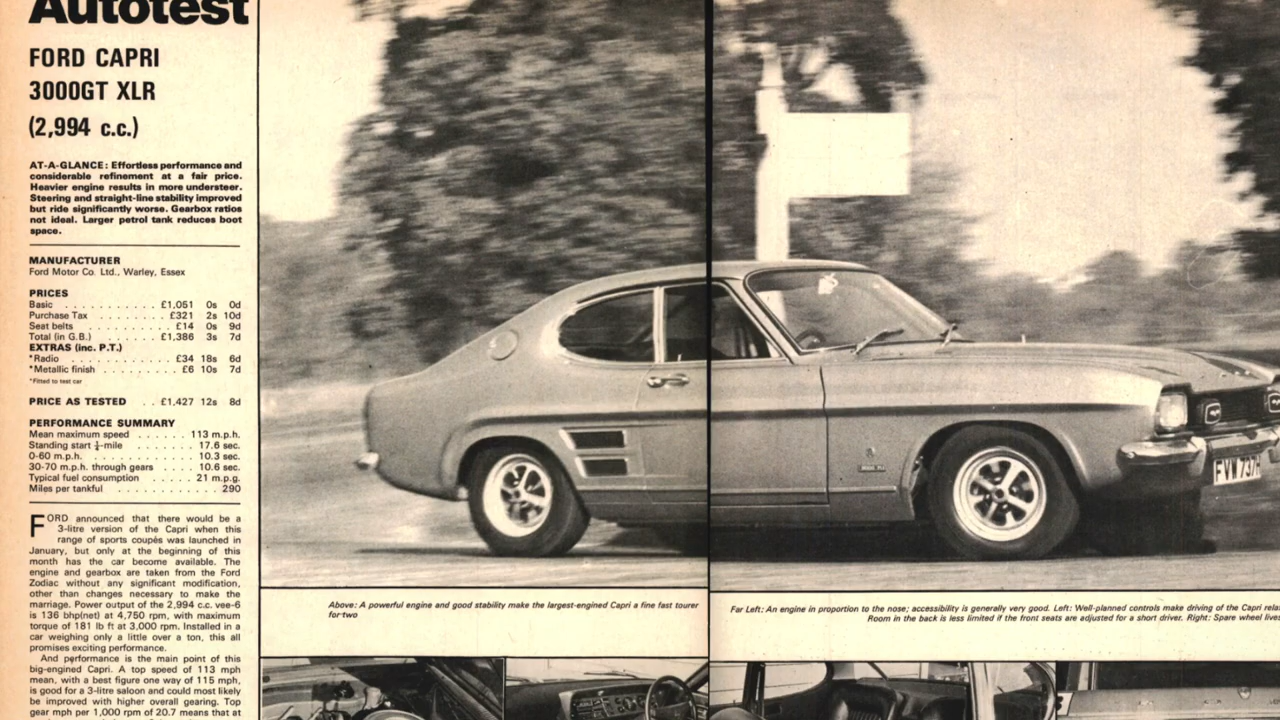 Autotest
FORD CAPRI
3000GT XLR
(2,994 c.c.)
AT-A-GLANCE: Effortless performance and
considerable refinement at a fair price.
Heavier engine results in more understeer.
Steering and straight-line stability improved
but ride significantly worse. Gearbox ratios
not ideal. Larger petrol tank reduces boot
space.
MANUFACTURER
Ford Motor Co. Ltd., Warley, Essex
PRICES
Basic . . . . . . . . . . . £1,051 0s 0d
Purchase Tax . . . . . . . . £321 2s 10d
Seat belts . . . . . . . . £14 0s 9d
Total (in G.B.) . . . . . . £1,386 3s 7d
EXTRAS (inc. P.T.)
*Radio . . . . . . . . . . . £34 18s 6d
*Metallic finish . . . . . . . . £6 10s 7d
*Fitted to test car
PRICE AS TESTED . . £1,427 12s 8d
PERFORMANCE SUMMARY
Mean maximum speed . . . . . . 113 m.p.h.
Standing start ¼-mile . . . . . . . 17.6 sec.
0-60 m.p.h. . . . . . . . . . . 10.3 sec.
30-70 m.p.h. through gears . . . . 10.6 sec.
Typical fuel consumption . . . . 21 m.p.g.
Miles per tankful . . . . . . . . . . 290
FORD announced that there would be a
3-litre version of the Capri when this
range of sports coupés was launched in
January, but only at the beginning of this
month has the car become available. The
engine and gearbox are taken from the Ford
Zodiac without any significant modification,
other than changes necessary to make the
marriage. Power output of the 2,994 c.c. vee-6
is 136 bhp(net) at 4,750 rpm, with maximum
torque of 181 lb ft at 3,000 rpm. Installed in a
car weighing only a little over a ton, this all
promises exciting performance.
And performance is the main point of this
big-engined Capri. A top speed of 113 mph
mean, with a best figure one way of 115 mph,
is good for a 3-litre saloon and could most likely
be improved with higher overall gearing. Top
gear mph per 1,000 rpm of 20.7 means that at
FVW 737H
Above: A powerful engine and good stability make the largest-engined Capri a fine fast tourer
for two
Far Left: An engine in proportion to the nose; accessibility is generally very good. Left: Well-planned controls make driving of the Capri
Room in the back is less limited if the front seats are adjusted for a short driver. Right: Spare wheel